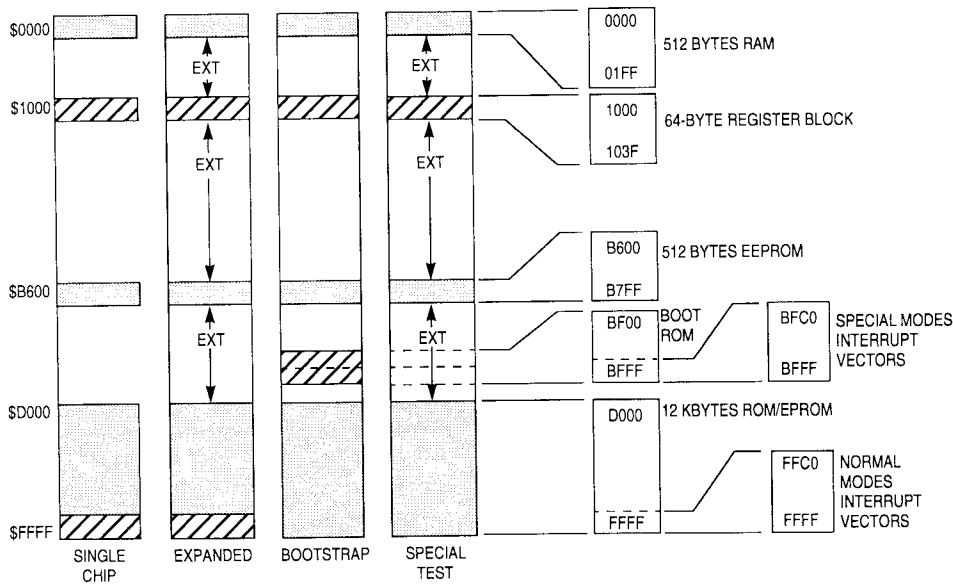 $0000
$1000
$B600
$D000
$FFFF
EXT
EXT
EXT
EXT
EXT
EXT
SINGLE
CHIP
EXPANDED
BOOTSTRAP
SPECIAL
TEST
0000
01FF
512 BYTES RAM
1000
103F
64-BYTE REGISTER BLOCK
B600
B7FF
512 BYTES EEPROM
BF00
BFFF
BOOT
ROM
BFC0
BFFF
SPECIAL MODES
INTERRUPT
VECTORS
D000
FFFF
12 KBYTES ROM/EPROM
FFC0
FFFF
NORMAL
MODES
INTERRUPT
VECTORS